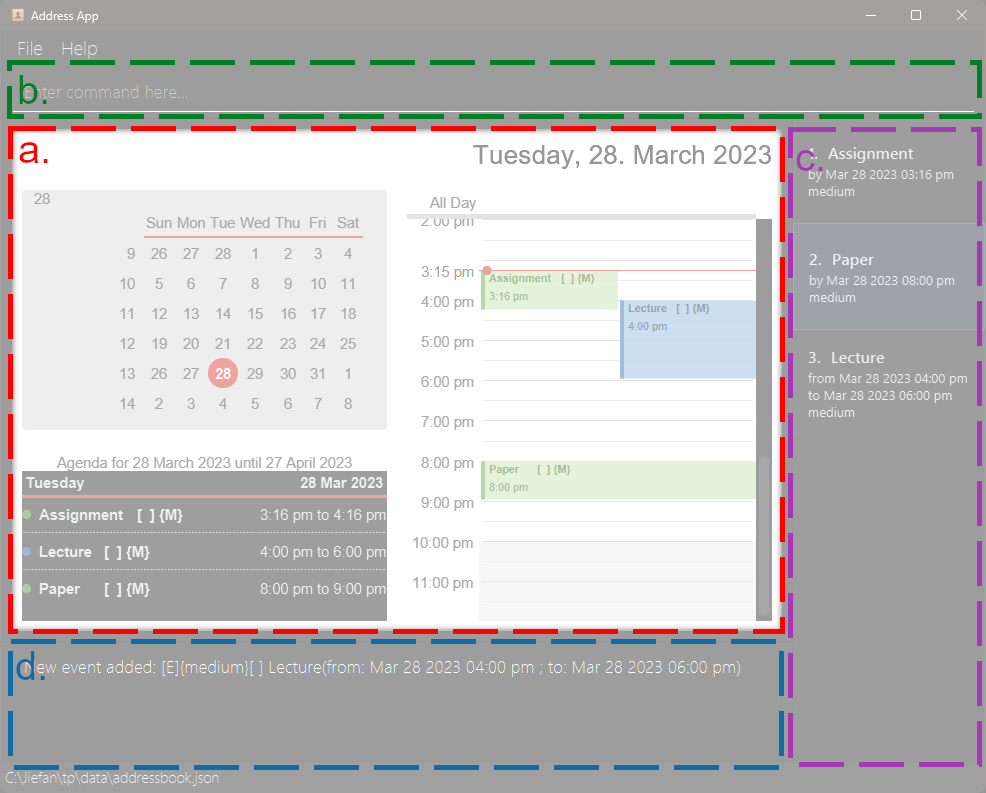 Address App
File Help
b.
Enter command here...
a.
Tuesday, 28. March 2023
28
Sun Mon Tue Wed Thu Fri Sat
9 26 27 28 1 2 3 4
10 5 6 7 8 9 10 11
11 12 13 14 15 16 17 18
12 19 20 21 22 23 24 25
13 26 27 28 29 30 31 1
14 2 3 4 5 6 7 8
Agenda for 28 March 2023 until 27 April 2023
Tuesday 28 Mar 2023
Assignment [ ] {M} 3:16 pm to 4:16 pm
Lecture [ ] {M} 4:00 pm to 6:00 pm
Paper [ ] {M} 8:00 pm to 9:00 pm
All Day
2:00 pm
3:15 pm
Assignment [ ] {M}
3:16 pm
4:00 pm
Lecture [ ] {M}
4:00 pm
5:00 pm
6:00 pm
7:00 pm
8:00 pm
Paper [ ] {M}
8:00 pm
9:00 pm
10:00 pm
11:00 pm
c.
1. Assignment
by Mar 28 2023 03:16 pm
medium
2. Paper
by Mar 28 2023 08:00 pm
medium
3. Lecture
from Mar 28 2023 04:00 pm
to Mar 28 2023 06:00 pm
medium
d.
New event added: [E]{medium}[ ] Lecture(from: Mar 28 2023 04:00 pm ; to: Mar 28 2023 06:00 pm)
C:\Jiefan\tp\data\addressbook.json